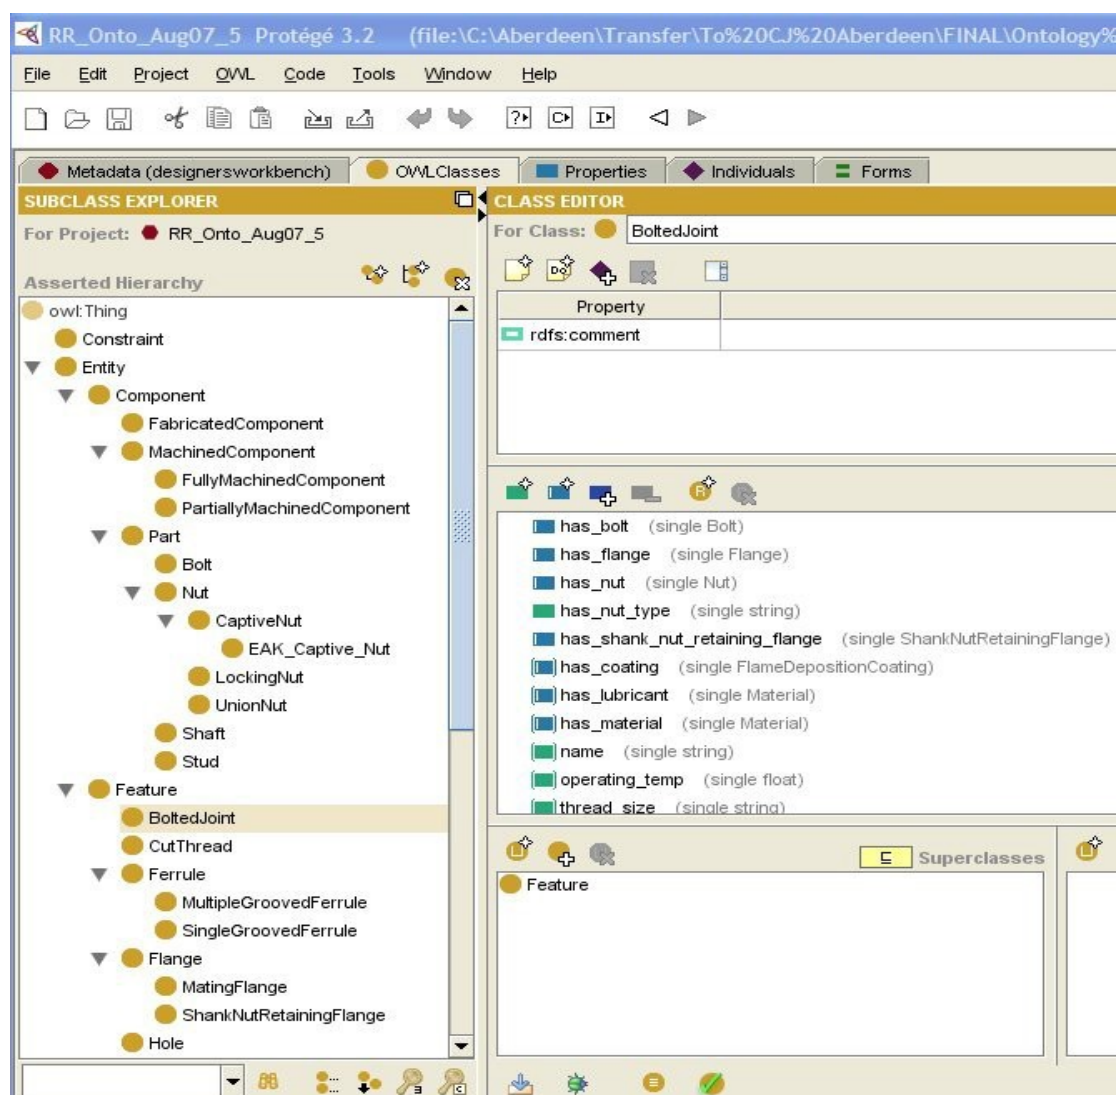 RR_Onto_Aug07_5 Protégé 3.2 (file:\C:\Aberdeen\Transfer\To%20CJ%20Aberdeen\FINAL\Ontology%
File Edit Project OWL Code Tools Window Help
Metadata (designersworkbench) OWLClasses Properties Individuals Forms
SUBCLASS EXPLORER
For Project: RR_Onto_Aug07_5
Asserted Hierarchy
owl:Thing
Constraint
Entity
Component
FabricatedComponent
MachinedComponent
FullyMachinedComponent
PartiallyMachinedComponent
Part
Bolt
Nut
CaptiveNut
EAK_Captive_Nut
LockingNut
UnionNut
Shaft
Stud
Feature
BoltedJoint
CutThread
Ferrule
MultipleGroovedFerrule
SingleGroovedFerrule
Flange
MatingFlange
ShankNutRetainingFlange
Hole
CLASS EDITOR
For Class: BoltedJoint
Property
rdfs:comment
has_bolt (single Bolt)
has_flange (single Flange)
has_nut (single Nut)
has_nut_type (single string)
has_shank_nut_retaining_flange (single ShankNutRetainingFlange)
has_coating (single FlameDepositionCoating)
has_lubricant (single Material)
has_material (single Material)
name (single string)
operating_temp (single float)
thread_size (single string)
⊑ Superclasses
Feature